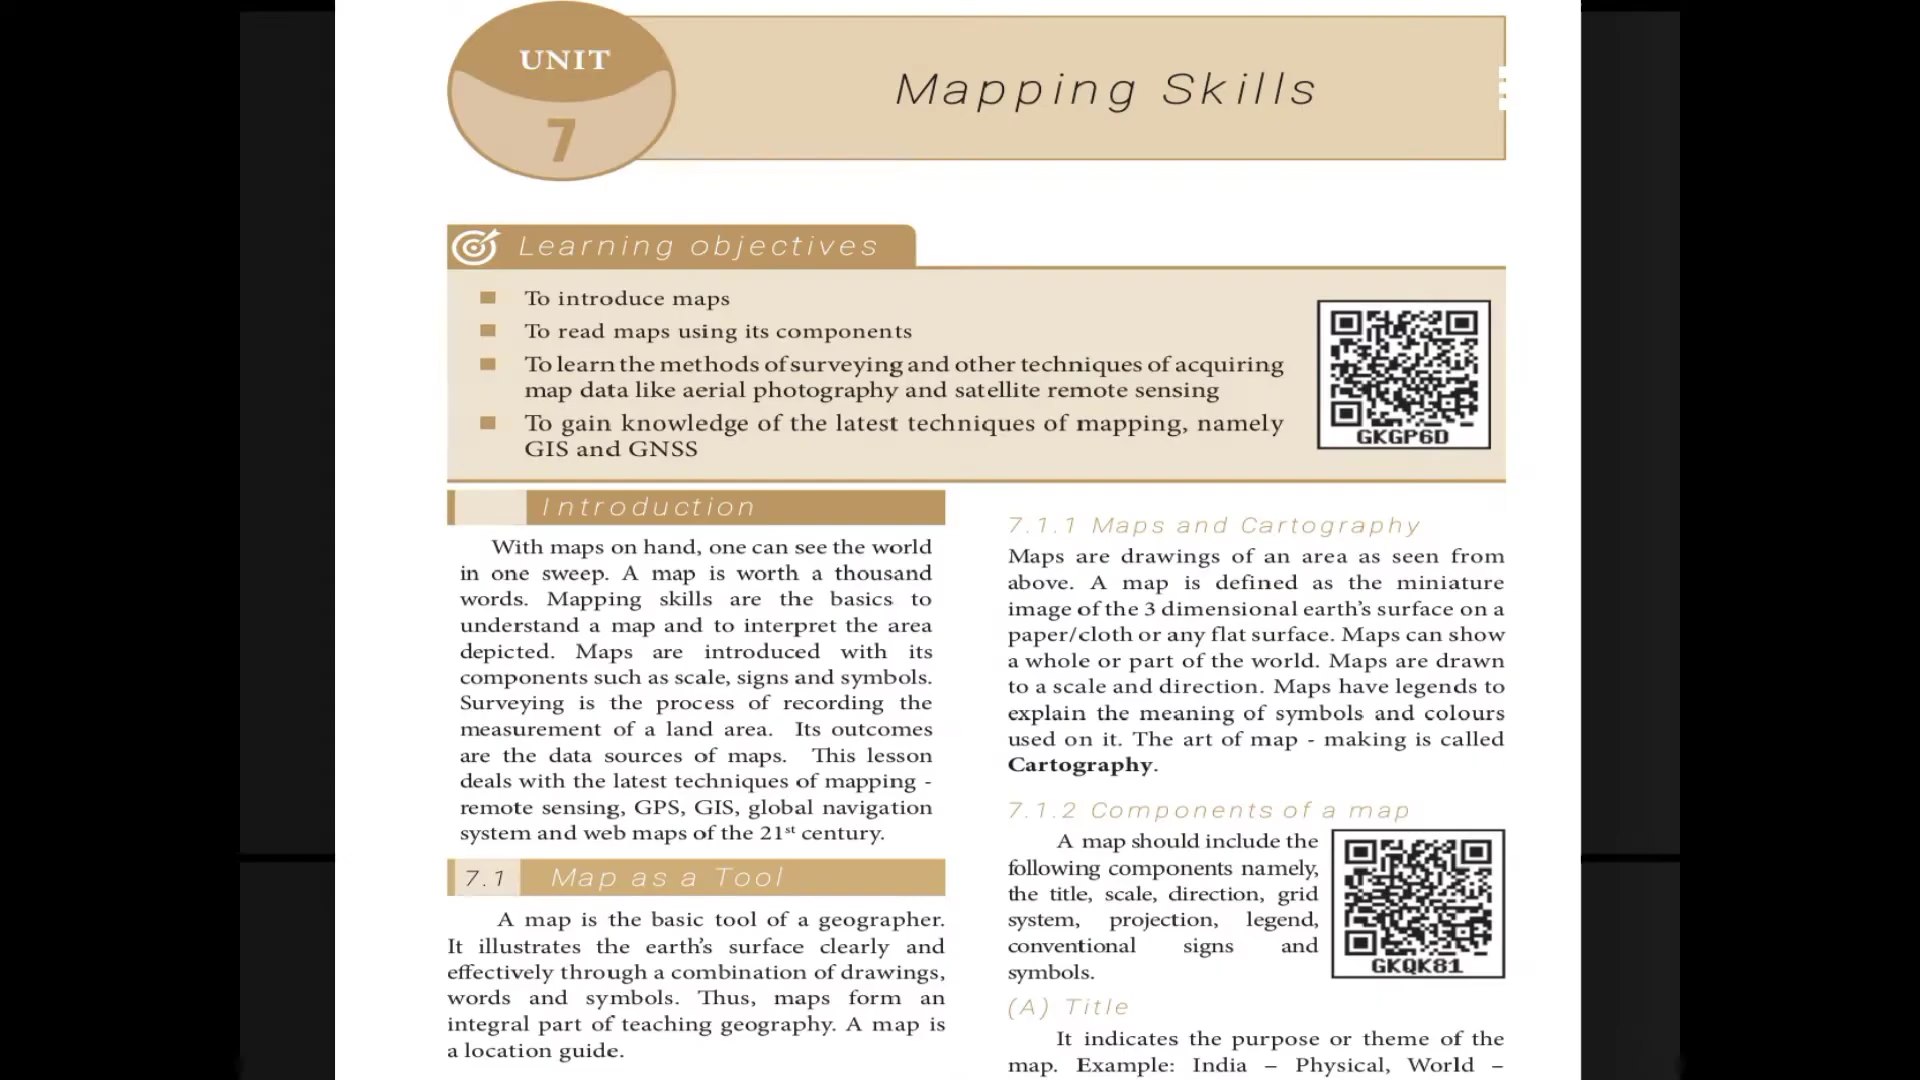 UNIT
7
Mapping Skills
Learning objectives
To introduce maps
To read maps using its components
To learn the methods of surveying and other techniques of acquiring
map data like aerial photography and satellite remote sensing
To gain knowledge of the latest techniques of mapping, namely
GIS and GNSS
GKGP6D
Introduction
With maps on hand, one can see the world
in one sweep. A map is worth a thousand
words. Mapping skills are the basics to
understand a map and to interpret the area
depicted. Maps are introduced with its
components such as scale, signs and symbols.
Surveying is the process of recording the
measurement of a land area. Its outcomes
are the data sources of maps. This lesson
deals with the latest techniques of mapping -
remote sensing, GPS, GIS, global navigation
system and web maps of the 21st century.
7.1 Map as a Tool
A map is the basic tool of a geographer.
It illustrates the earth's surface clearly and
effectively through a combination of drawings,
words and symbols. Thus, maps form an
integral part of teaching geography. A map is
a location guide.
7.1.1 Maps and Cartography
Maps are drawings of an area as seen from
above. A map is defined as the miniature
image of the 3 dimensional earth's surface on a
paper/cloth or any flat surface. Maps can show
a whole or part of the world. Maps are drawn
to a scale and direction. Maps have legends to
explain the meaning of symbols and colours
used on it. The art of map - making is called
Cartography.
7.1.2 Components of a map
A map should include the
following components namely,
the title, scale, direction, grid
system, projection, legend,
conventional signs and
symbols.
GKQK81
(A) Title
It indicates the purpose or theme of the
map. Example: India – Physical, World –